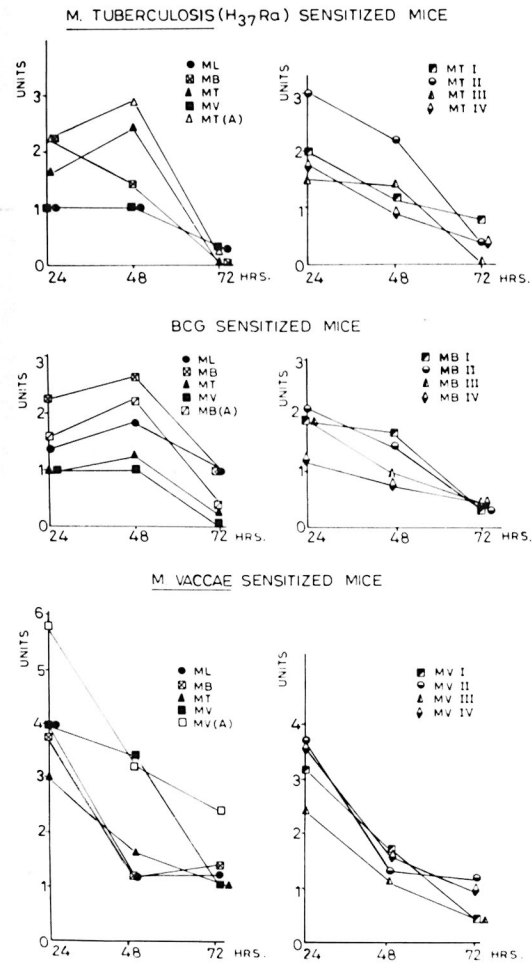 M. TUBERCULOSIS (H37Ra) SENSITIZED MICE
UNITS
3
2
1
0
24 48 72 HRS.
ML
MB
MT
MV
MT(A)
UNITS
3
2
1
0
24 48 72 HRS.
MT I
MT II
MT III
MT IV
BCG SENSITIZED MICE
UNITS
3
2
1
0
24 48 72 HRS.
ML
MB
MT
MV
MB(A)
UNITS
3
2
1
0
24 48 72 HRS.
MB I
MB II
MB III
MB IV
M VACCAE SENSITIZED MICE
UNITS
6
5
4
3
2
1
0
24 48 72 HRS.
ML
MB
MT
MV
MV(A)
UNITS
4
3
2
1
0
24 48 72 HRS.
MV I
MV II
MV III
MV IV